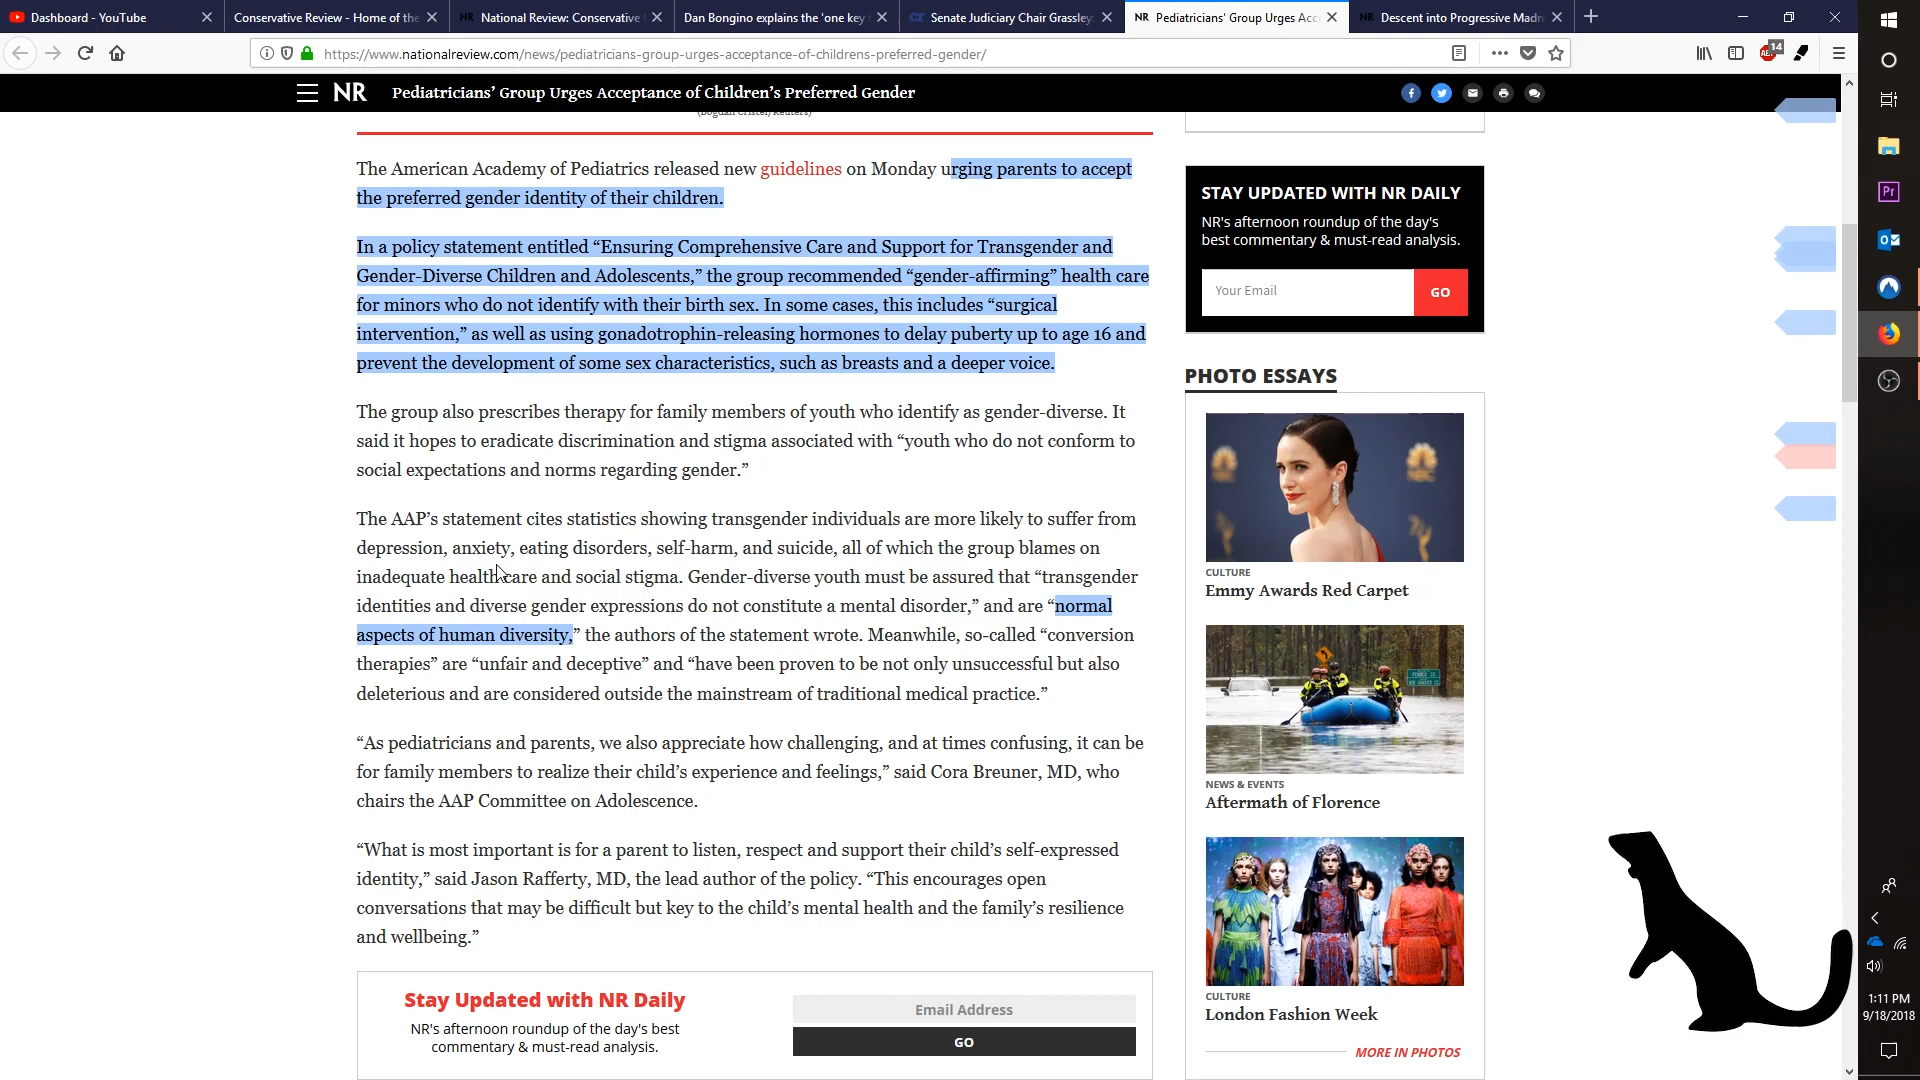 Dashboard - YouTube
Conservative Review - Home of the
NR National Review: Conservative
Dan Bongino explains the 'one key
CR Senate Judiciary Chair Grassley:
NR Pediatricians' Group Urges Acc
NR Descent into Progressive Madn
https://www.nationalreview.com/news/pediatricians-group-urges-acceptance-of-childrens-preferred-gender/
14
NR Pediatricians’ Group Urges Acceptance of Children’s Preferred Gender
(Bogdan Cristel/Reuters)
The American Academy of Pediatrics released new guidelines on Monday urging parents to accept
the preferred gender identity of their children.
In a policy statement entitled “Ensuring Comprehensive Care and Support for Transgender and
Gender-Diverse Children and Adolescents,” the group recommended “gender-affirming” health care
for minors who do not identify with their birth sex. In some cases, this includes “surgical
intervention,” as well as using gonadotrophin-releasing hormones to delay puberty up to age 16 and
prevent the development of some sex characteristics, such as breasts and a deeper voice.
The group also prescribes therapy for family members of youth who identify as gender-diverse. It
said it hopes to eradicate discrimination and stigma associated with “youth who do not conform to
social expectations and norms regarding gender.”
The AAP’s statement cites statistics showing transgender individuals are more likely to suffer from
depression, anxiety, eating disorders, self-harm, and suicide, all of which the group blames on
inadequate health care and social stigma. Gender-diverse youth must be assured that “transgender
identities and diverse gender expressions do not constitute a mental disorder,” and are “normal
aspects of human diversity,” the authors of the statement wrote. Meanwhile, so-called “conversion
therapies” are “unfair and deceptive” and “have been proven to be not only unsuccessful but also
deleterious and are considered outside the mainstream of traditional medical practice.”
“As pediatricians and parents, we also appreciate how challenging, and at times confusing, it can be
for family members to realize their child’s experience and feelings,” said Cora Breuner, MD, who
chairs the AAP Committee on Adolescence.
“What is most important is for a parent to listen, respect and support their child’s self-expressed
identity,” said Jason Rafferty, MD, the lead author of the policy. “This encourages open
conversations that may be difficult but key to the child’s mental health and the family’s resilience
and wellbeing.”
Stay Updated with NR Daily
NR's afternoon roundup of the day's best
commentary & must-read analysis.
Email Address
GO
STAY UPDATED WITH NR DAILY
NR's afternoon roundup of the day's
best commentary & must-read analysis.
Your Email
GO
PHOTO ESSAYS
CULTURE
Emmy Awards Red Carpet
NEWS & EVENTS
Aftermath of Florence
CULTURE
London Fashion Week
MORE IN PHOTOS
Pr
1:11 PM
9/18/2018